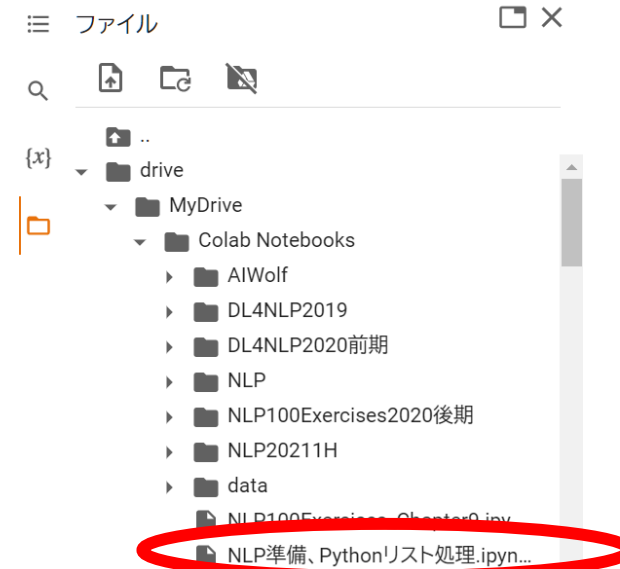 ファイル
{x}
..
drive
MyDrive
Colab Notebooks
AIWolf
DL4NLP2019
DL4NLP2020前期
NLP
NLP100Exercises2020後期
NLP20211H
data
NLP100Exercises_Chapter9.ipy...
NLP準備、Pythonリスト処理.ipyn...